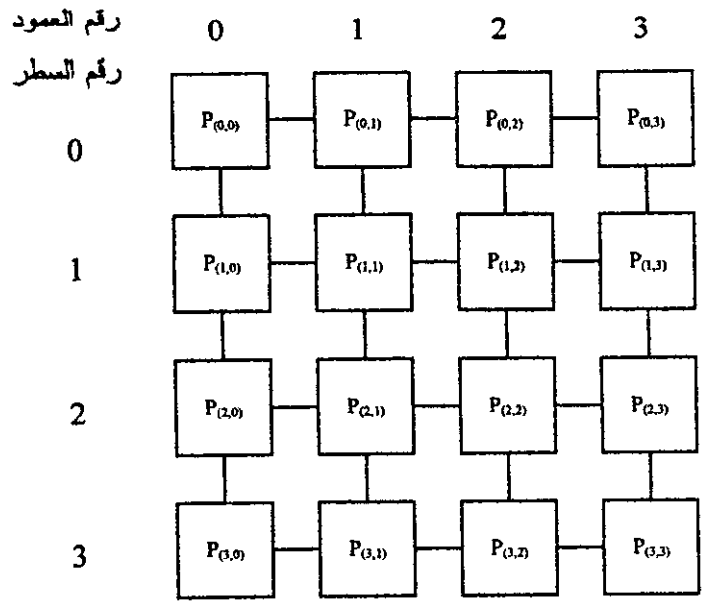 رقم العمود 0 1 2 3
رقم السطر
0 P(0,0) P(0,1) P(0,2) P(0,3)
1 P(1,0) P(1,1) P(1,2) P(1,3)
2 P(2,0) P(2,1) P(2,2) P(2,3)
3 P(3,0) P(3,1) P(3,2) P(3,3)